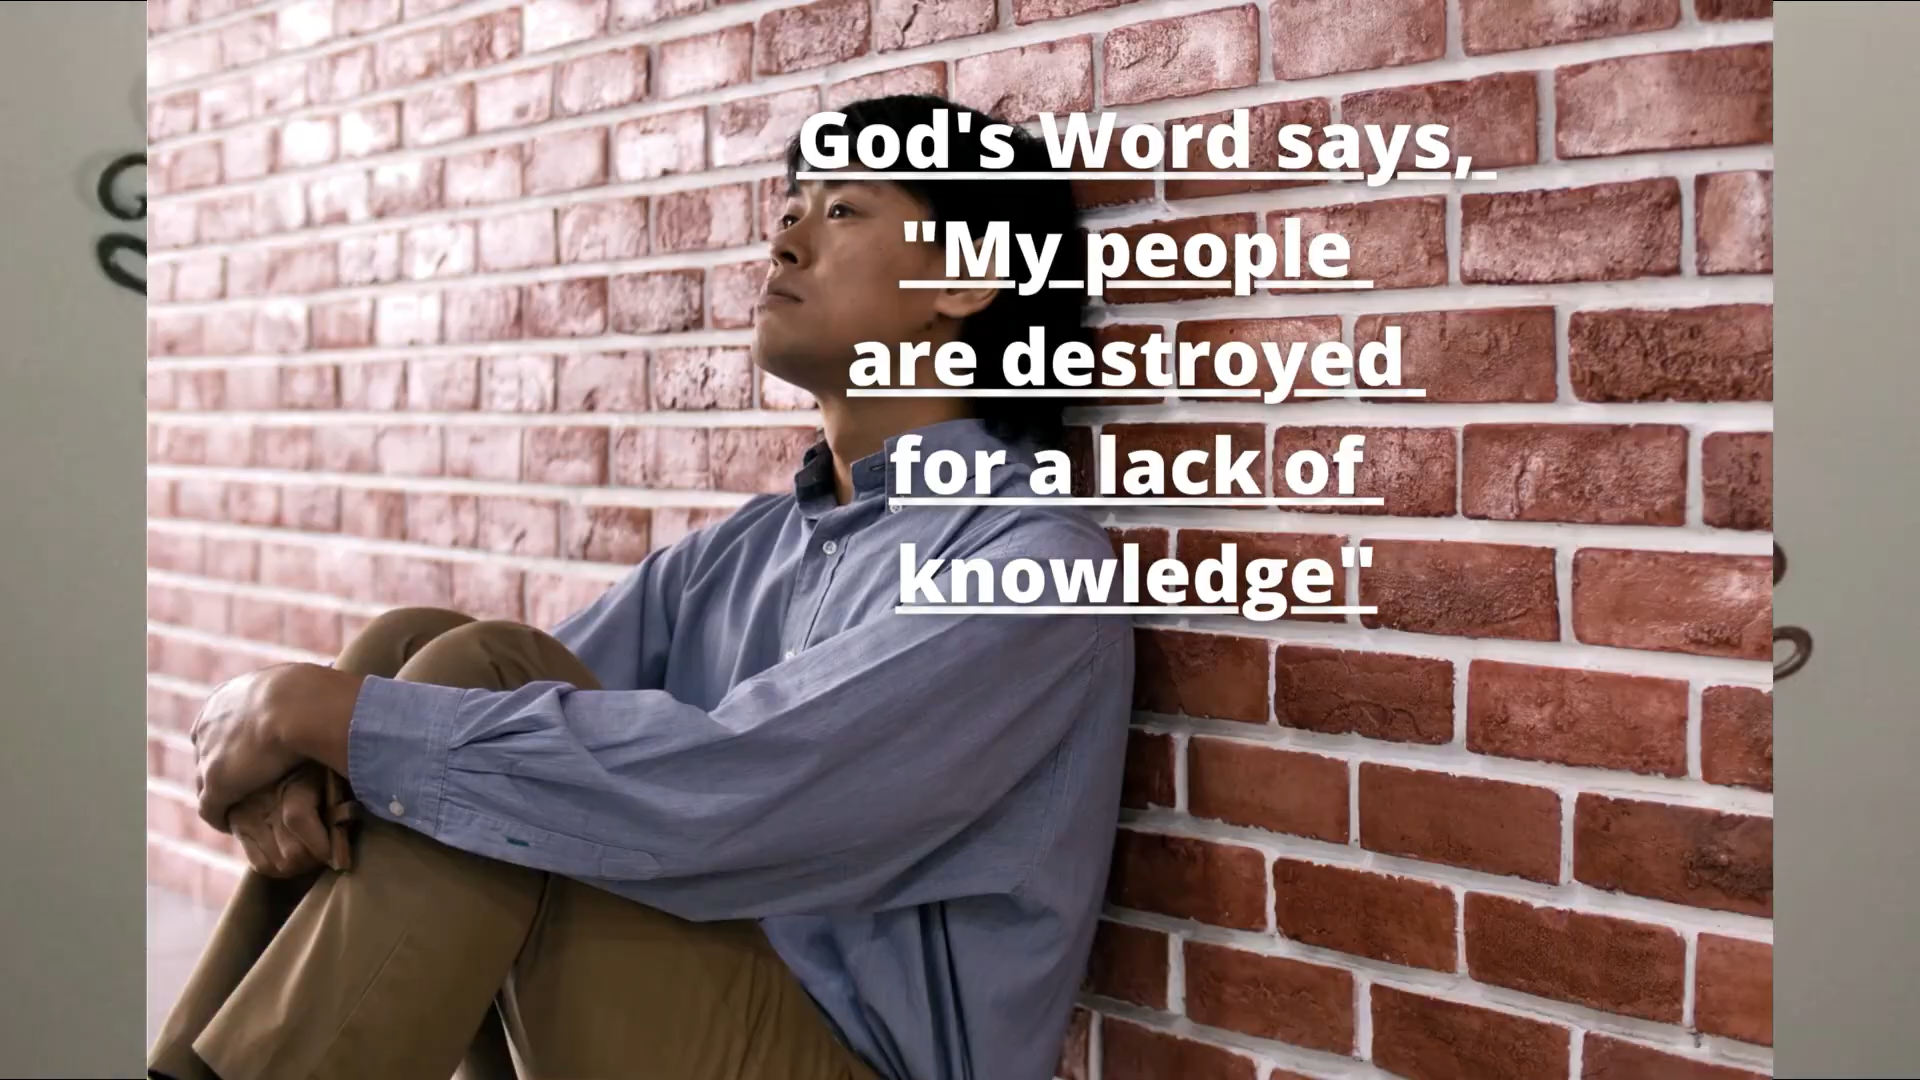 God's Word says,
"My people
are destroyed
for a lack of
knowledge"